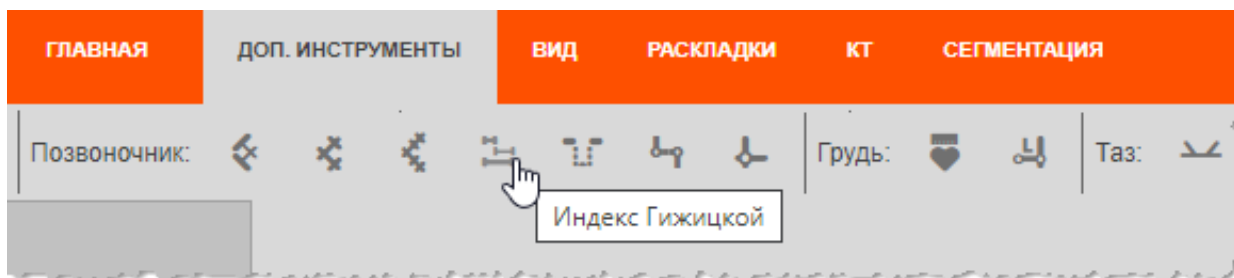 ГЛАВНАЯ ДОП. ИНСТРУМЕНТЫ ВИД РАСКЛАДКИ КТ СЕГМЕНТАЦИЯ
Позвоночник: Грудь: Таз:
Индекс Гижицкой